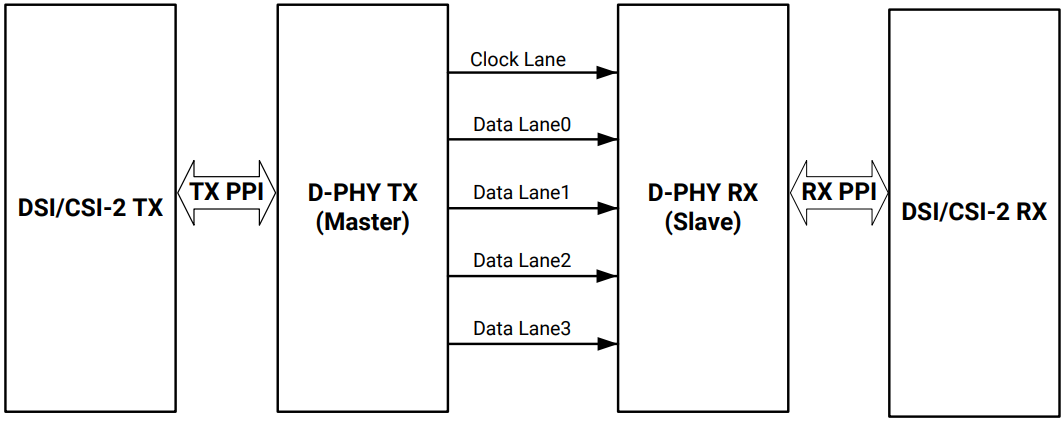 Clock Lane
Data Lane0
Data Lane1
Data Lane2
Data Lane3
DSI/CSI-2 TX
TX PPI
D-PHY TX
(Master)
D-PHY RX
(Slave)
RX PPI
DSI/CSI-2 RX